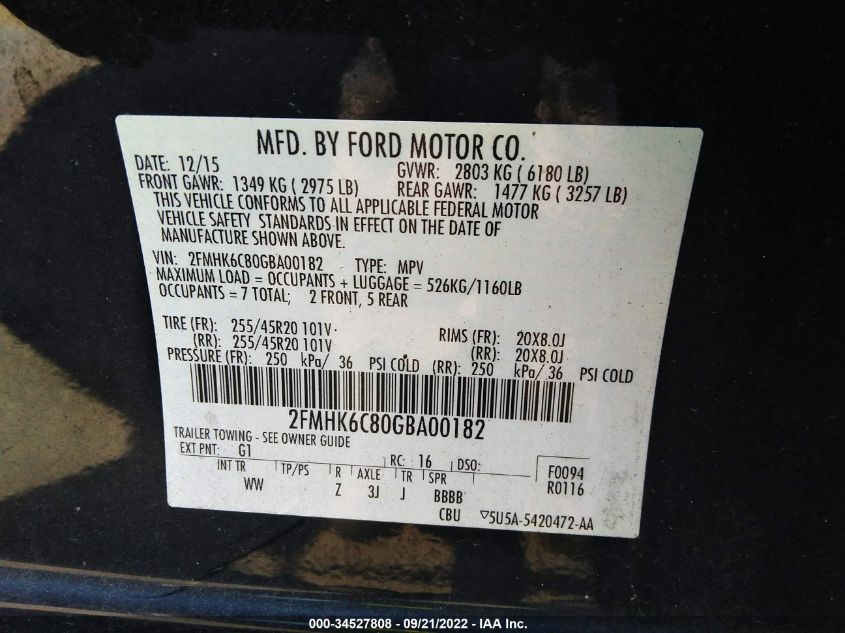 MFD. BY FORD MOTOR CO.
DATE: 12/15 GVWR: 2803 KG ( 6180 LB)
FRONT GAWR: 1349 KG ( 2975 LB) REAR GAWR: 1477 KG ( 3257 LB)
THIS VEHICLE CONFORMS TO ALL APPLICABLE FEDERAL MOTOR
VEHICLE SAFETY STANDARDS IN EFFECT ON THE DATE OF
MANUFACTURE SHOWN ABOVE.
VIN: 2FMHK6C80GBA00182 TYPE: MPV
MAXIMUM LOAD = OCCUPANTS + LUGGAGE = 526KG/1160LB
OCCUPANTS = 7 TOTAL; 2 FRONT, 5 REAR
TIRE (FR): 255/45R20 101V RIMS (FR): 20X8.0J
(RR): 255/45R20 101V (RR): 20X8.0J
PRESSURE (FR): 250 kPa/ 36 PSI COLD (RR): 250 kPa/ 36 PSI COLD
2FMHK6C80GBA00182
TRAILER TOWING - SEE OWNER GUIDE
EXT PNT: G1 RC: 16 DSO: F0094
INT TR TP/PS R AXLE TR SPR R0116
WW Z 3J J BBBB
CBU ▽5U5A-5420472-AA
000-34527808 - 09/21/2022 - IAA Inc.